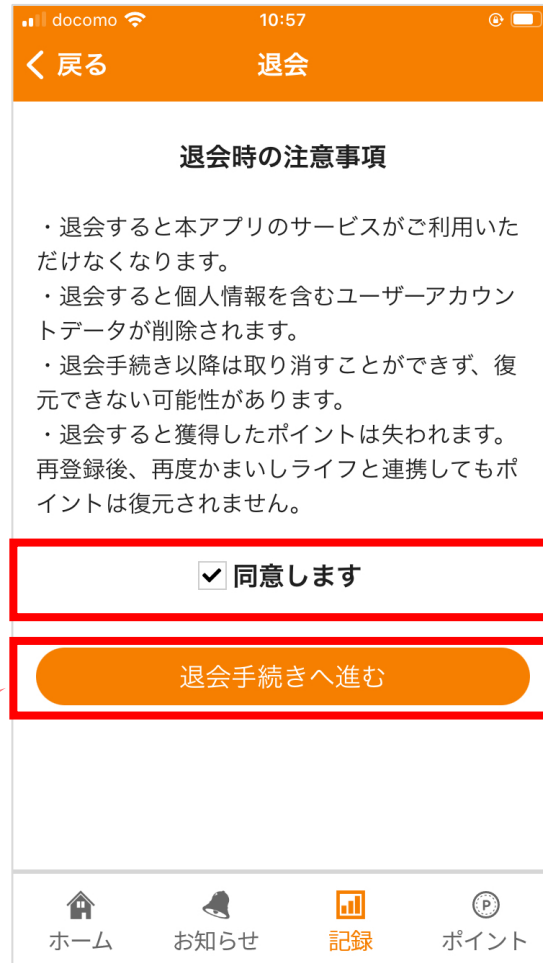 docomo 10:57
戻る 退会
退会時の注意事項
・退会すると本アプリのサービスがご利用いた
だけなくなります。
・退会すると個人情報を含むユーザーアカウン
トデータが削除されます。
・退会手続き以降は取り消すことができず、復
元できない可能性があります。
・退会すると獲得したポイントは失われます。
再登録後、再度かまいしライフと連携してもポ
イントは復元されません。
同意します
退会手続きへ進む
P
ホーム お知らせ 記録 ポイント